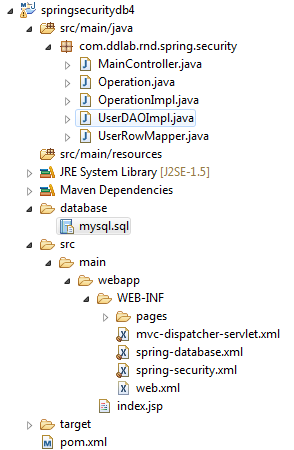 springsecuritydb4
src/main/java
com.ddlab.rnd.spring.security
MainController.java
Operation.java
OperationImpl.java
UserDAOImpl.java
UserRowMapper.java
src/main/resources
JRE System Library [J2SE-1.5]
Maven Dependencies
database
mysql.sql
src
main
webapp
WEB-INF
pages
mvc-dispatcher-servlet.xml
spring-database.xml
spring-security.xml
web.xml
index.jsp
target
pom.xml